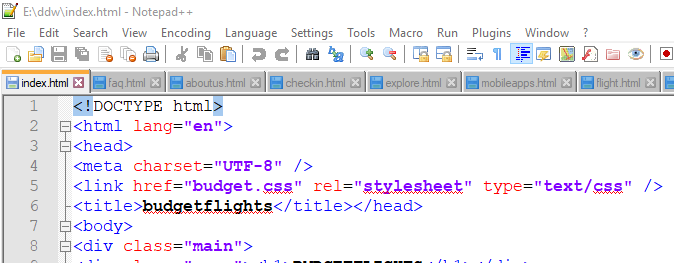 E:\ddw\index.html - Notepad++
File Edit Search View Encoding Language Settings Tools Macro Run Plugins Window ?
index.html faq.html aboutus.html checkin.html explore.html mobileapps.html flight.html
1 <!DOCTYPE html>
2 <html lang="en">
3 <head>
4 <meta charset="UTF-8" />
5 <link href="budget.css" rel="stylesheet" type="text/css" />
6 <title>budgetflights</title></head>
7 <body>
8 <div class="main">